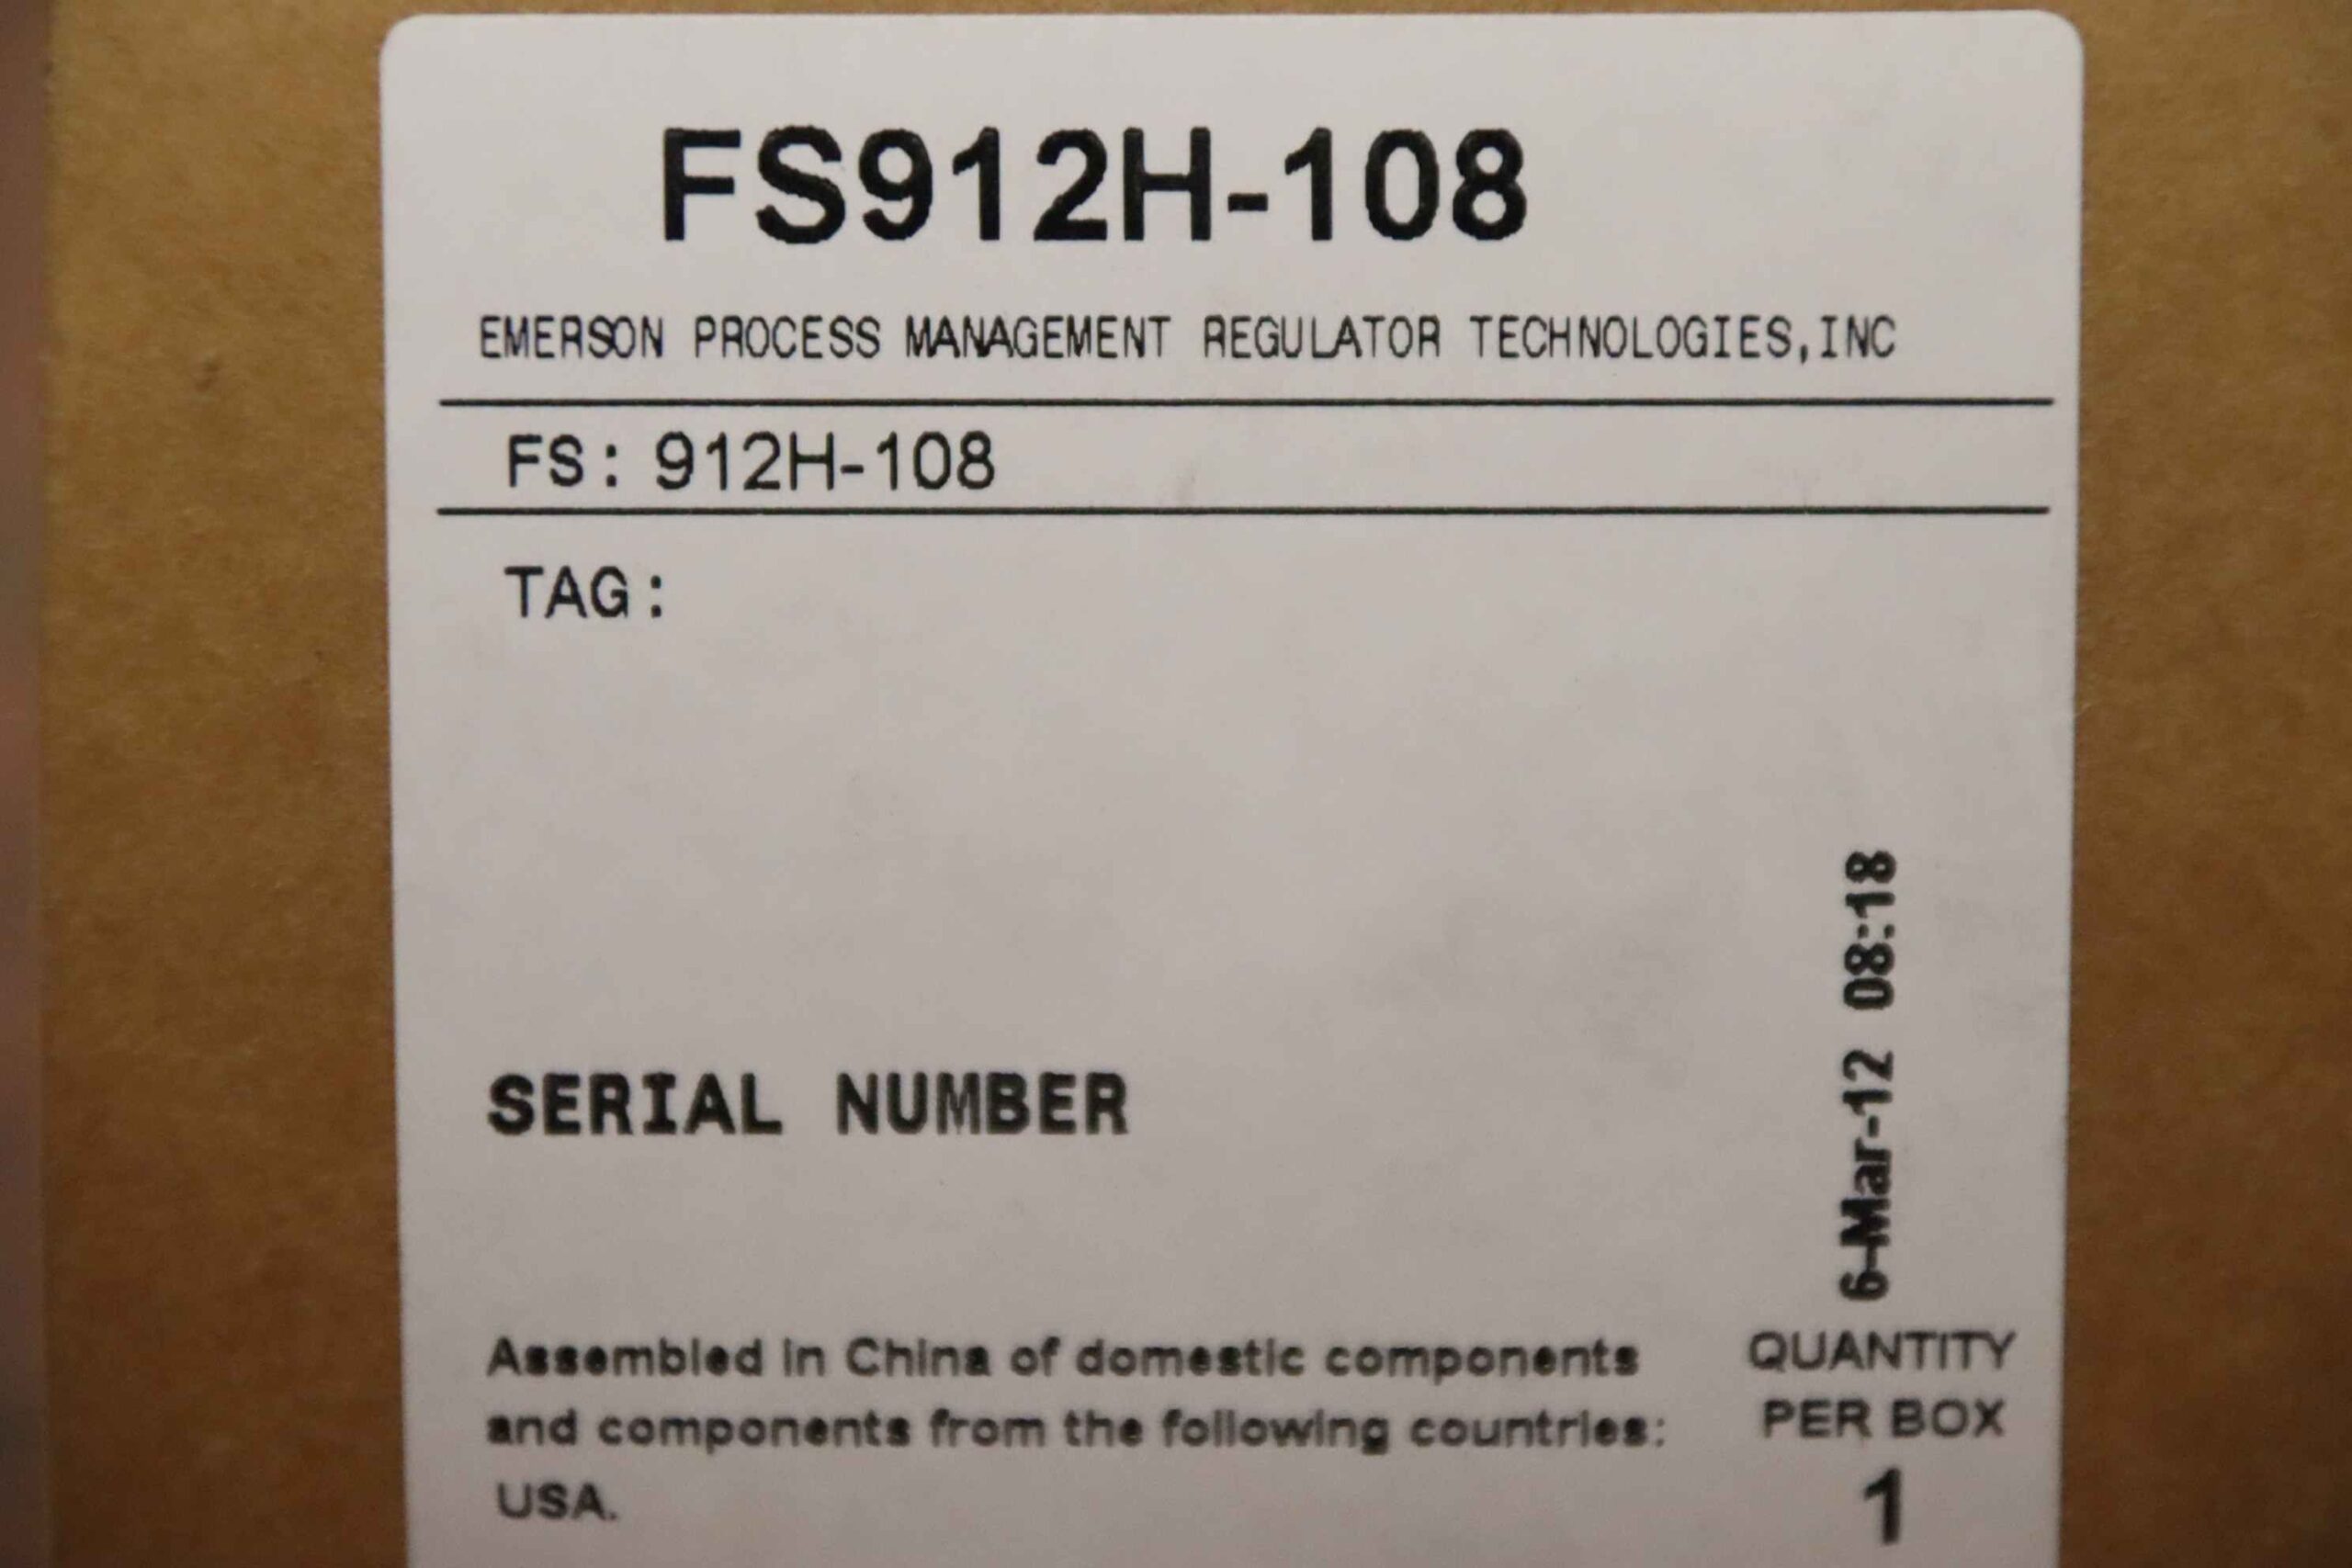 FS912H-108
EMERSON PROCESS MANAGEMENT REGULATOR TECHNOLOGIES,INC
FS: 912H-108
TAG:
6-Mar-12 08:18
SERIAL NUMBER
Assembled in China of domestic components
and components from the following countries:
USA.
QUANTITY
PER BOX
1